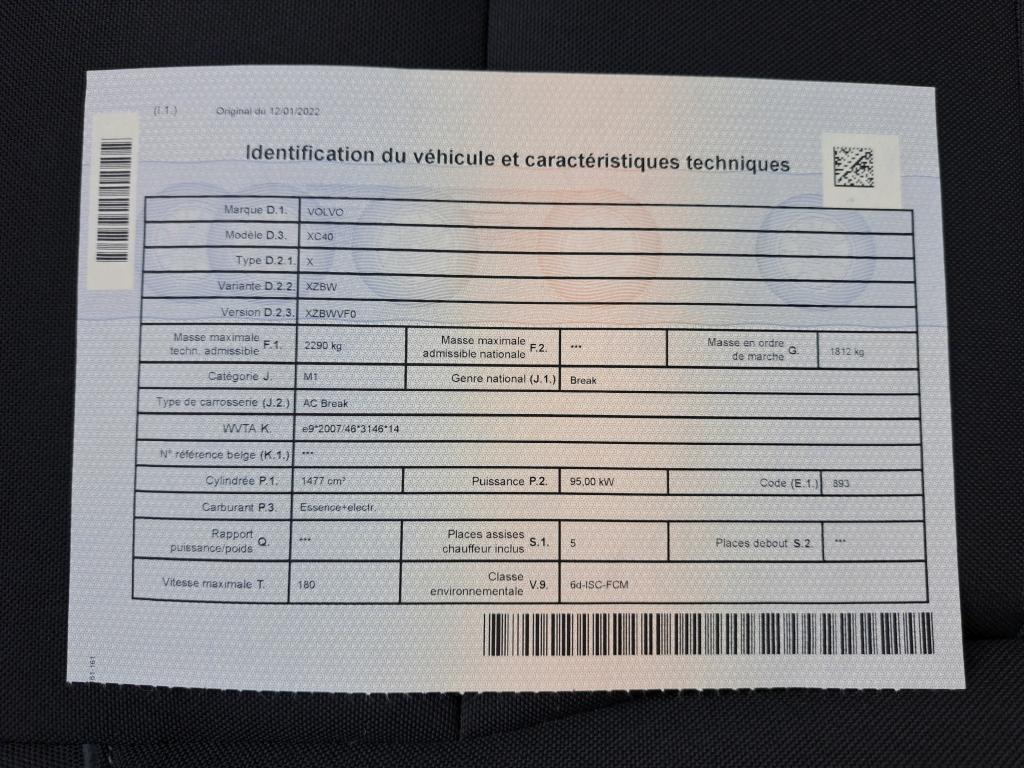 (I.1.) Original du 12/01/2022
Identification du véhicule et caractéristiques techniques
Marque D.1. VOLVO
Modèle D.3. XC40
Type D.2.1. X
Variante D.2.2. XZBW
Version D.2.3. XZBWVF0
Masse maximale techn. admissible F.1. 2290 kg Masse maximale admissible nationale F.2. *** Masse en ordre de marche G. 1812 kg
Catégorie J. M1 Genre national (J.1.) Break
Type de carrosserie (J.2.) AC Break
WVTA K. e9*2007/46*3146*14
N° référence belge (K.1.) ***
Cylindrée P.1. 1477 cm³ Puissance P.2. 95,00 kW Code (E.1.) 893
Carburant P.3. Essence+electr.
Rapport puissance/poids Q. *** Places assises chauffeur inclus S.1. 5 Places debout S.2. ***
Vitesse maximale T. 180 Classe environnementale V.9. 6d-ISC-FCM